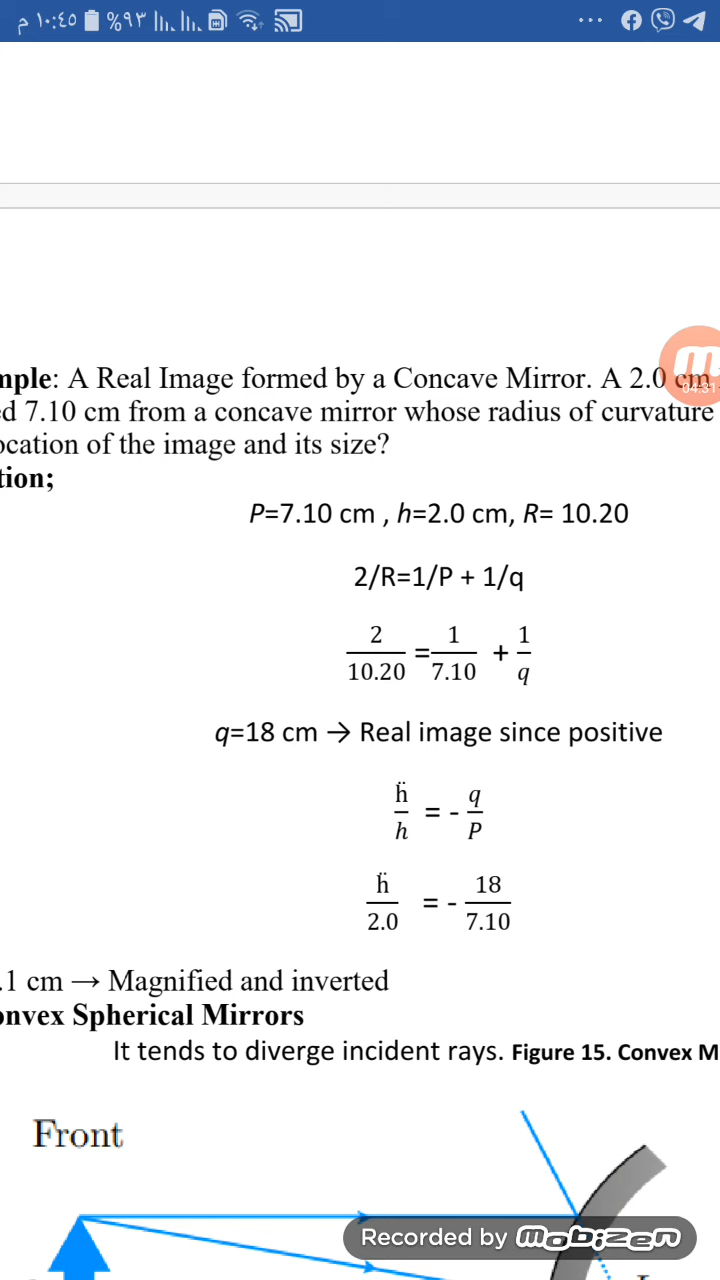 م ١٠:٤٥ %٩٣
mple: A Real Image formed by a Concave Mirror. A 2.0 cm
04:31
ed 7.10 cm from a concave mirror whose radius of curvature
ocation of the image and its size?
tion;
P=7.10 cm , h=2.0 cm, R= 10.20
2/R=1/P + 1/q
2/10.20 = 1/7.10 + 1/q
q=18 cm → Real image since positive
ḧ/h = - q/P
ḧ/2.0 = - 18/7.10
.1 cm → Magnified and inverted
onvex Spherical Mirrors
It tends to diverge incident rays. Figure 15. Convex M
Front
Recorded by mobizen